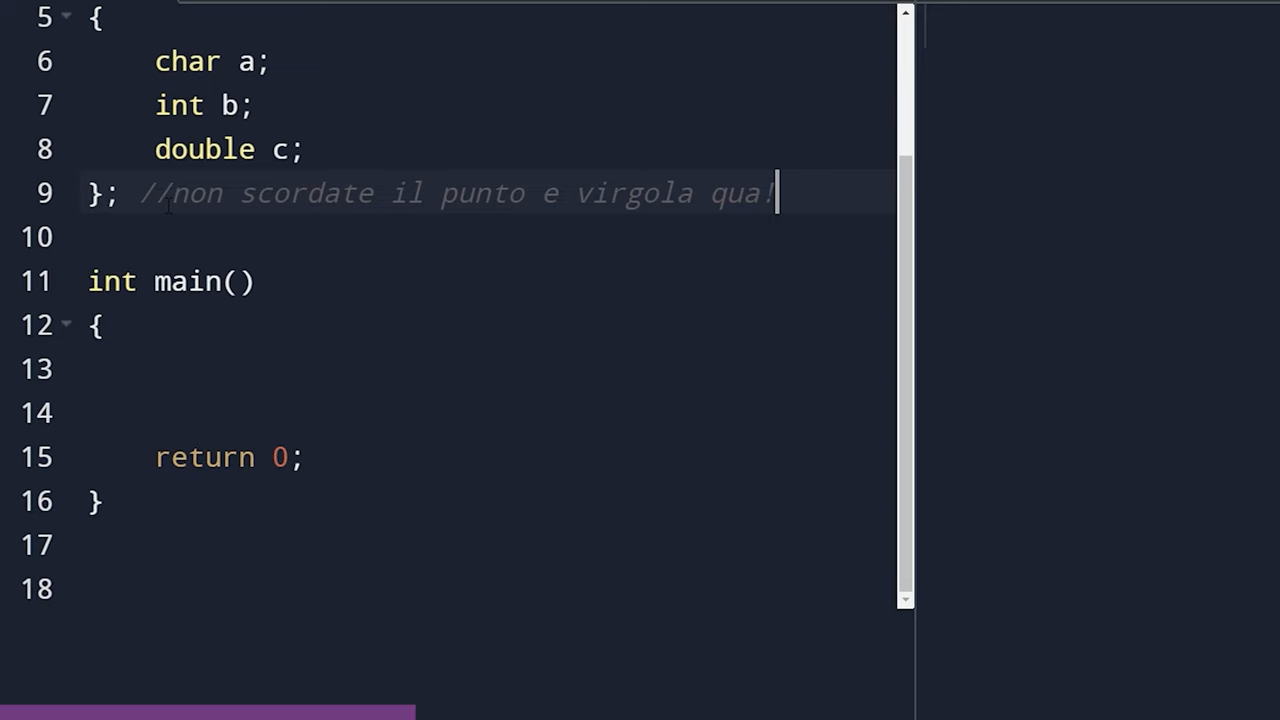 5 {
6 char a;
7 int b;
8 double c;
9 }; //non scordate il punto e virgola qua!
10
11 int main()
12 {
13
14
15 return 0;
16 }
17
18